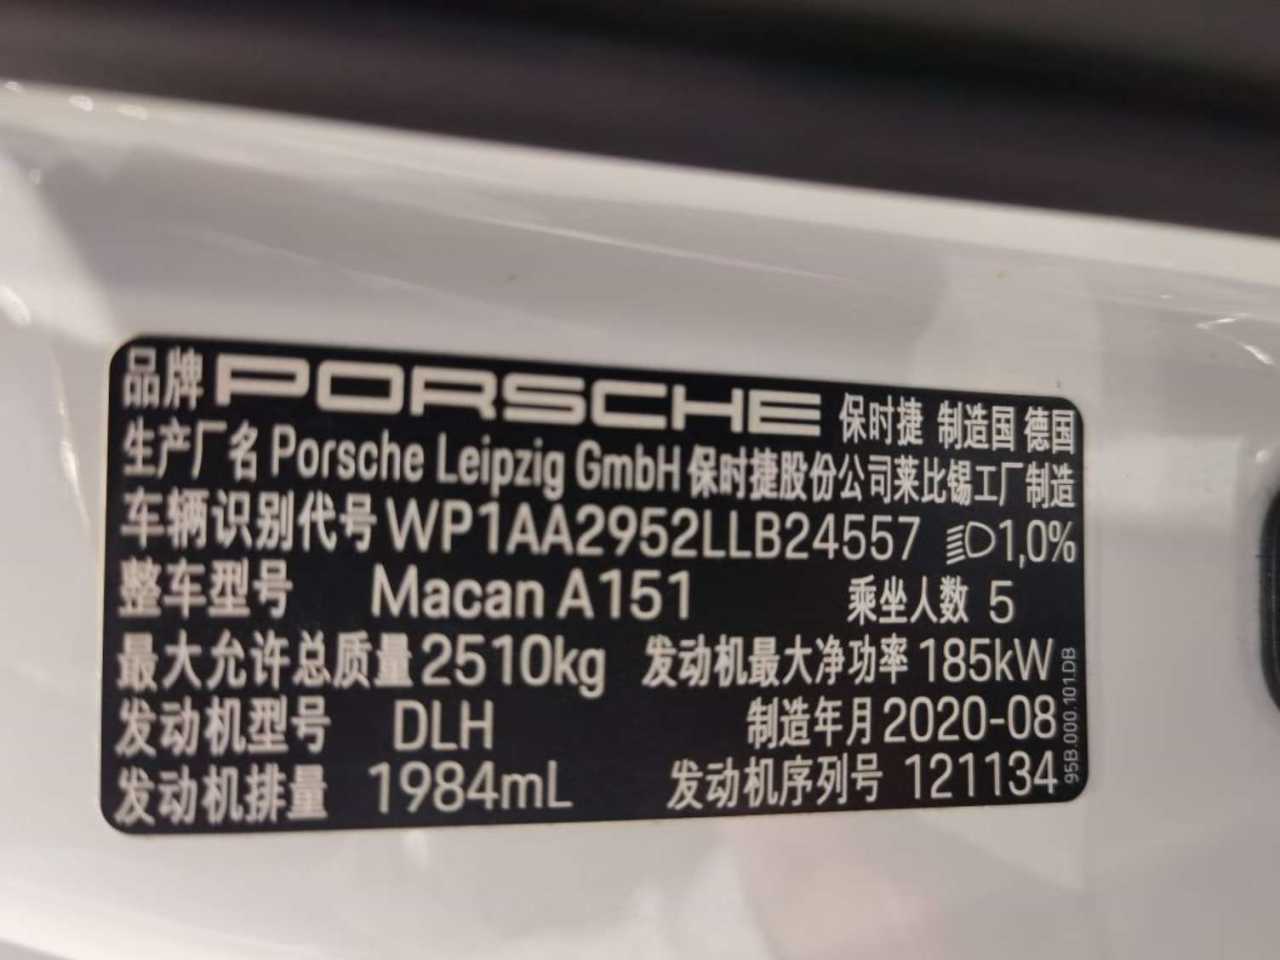 品牌 PORSCHE 保时捷 制造国 德国
生产厂名 Porsche Leipzig GmbH 保时捷股份公司莱比锡工厂制造
车辆识别代号 WP1AA2952LLB24557 1,0%
整车型号 Macan A151 乘坐人数 5
最大允许总质量 2510kg 发动机最大净功率 185kW
发动机型号 DLH 制造年月 2020-08
发动机排量 1984mL 发动机序列号 121134
95B.000.101.DB